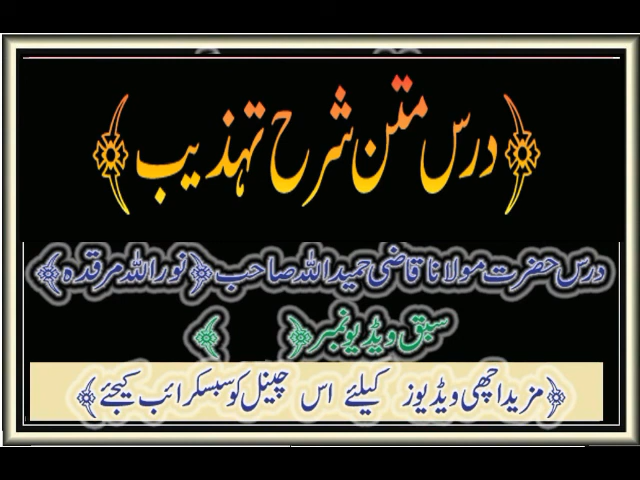 ﴿درس متن شرح تہذیب﴾
درس حضرت مولانا قاضی حمید اللہ صاحب ﴿نور اللہ مرقدہ﴾
سبق ویڈیو نمبر﴿ ﴾
﴿مزید اچھی ویڈیوز کیلئے اس چینل کو سبسکرائب کیجئے﴾